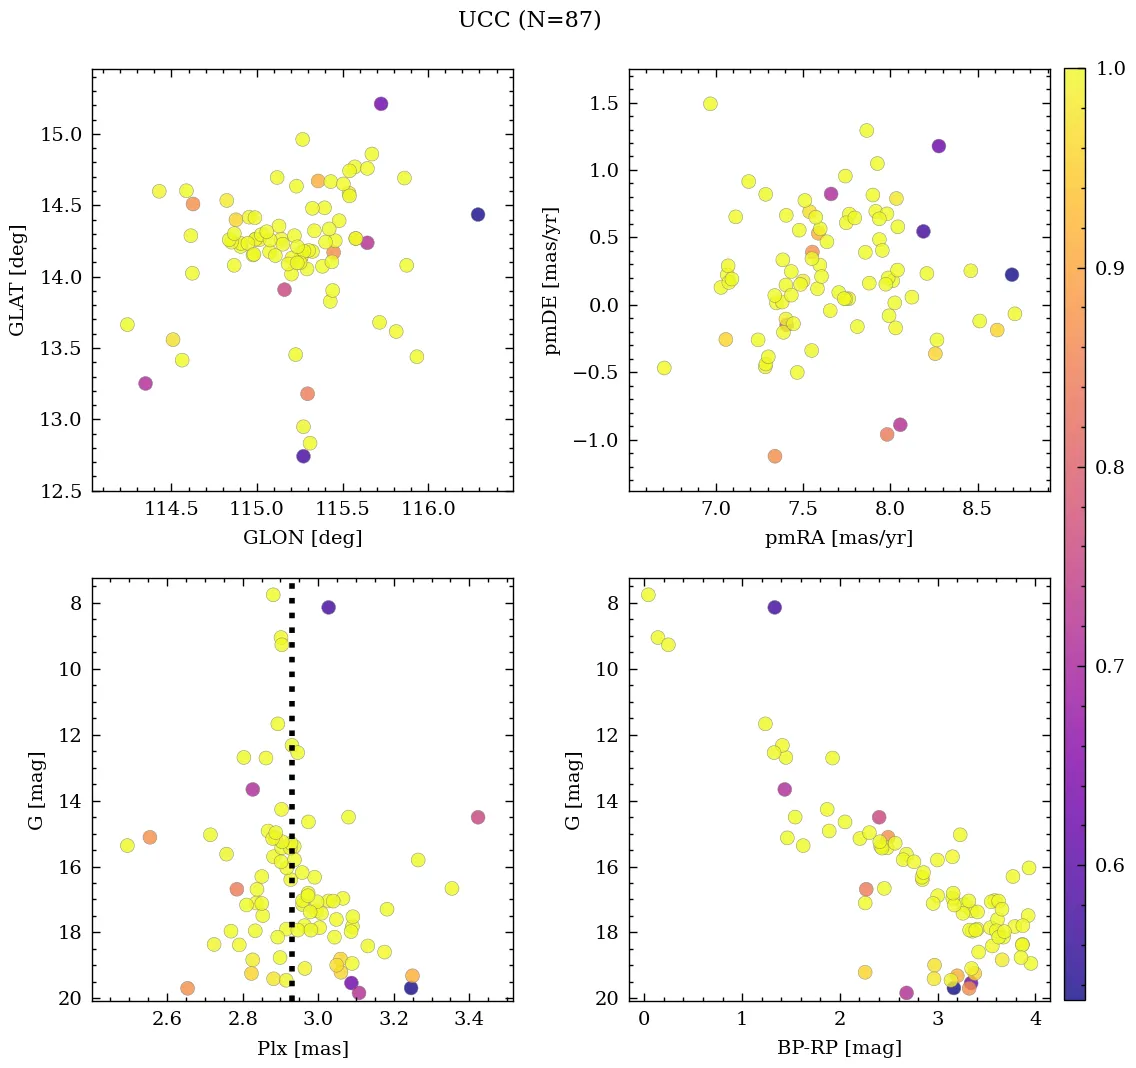 UCC (N=87)
15.0
14.5
14.0
13.5
13.0
12.5
GLAT [deg]
114.5 115.0 115.5 116.0
GLON [deg]
1.5
1.0
0.5
0.0
−0.5
−1.0
pmDE [mas/yr]
7.0 7.5 8.0 8.5
pmRA [mas/yr]
1.0
0.9
0.8
0.7
0.6
8
10
12
14
16
18
20
G [mag]
2.6 2.8 3.0 3.2 3.4
Plx [mas]
8
10
12
14
16
18
20
G [mag]
0 1 2 3 4
BP-RP [mag]